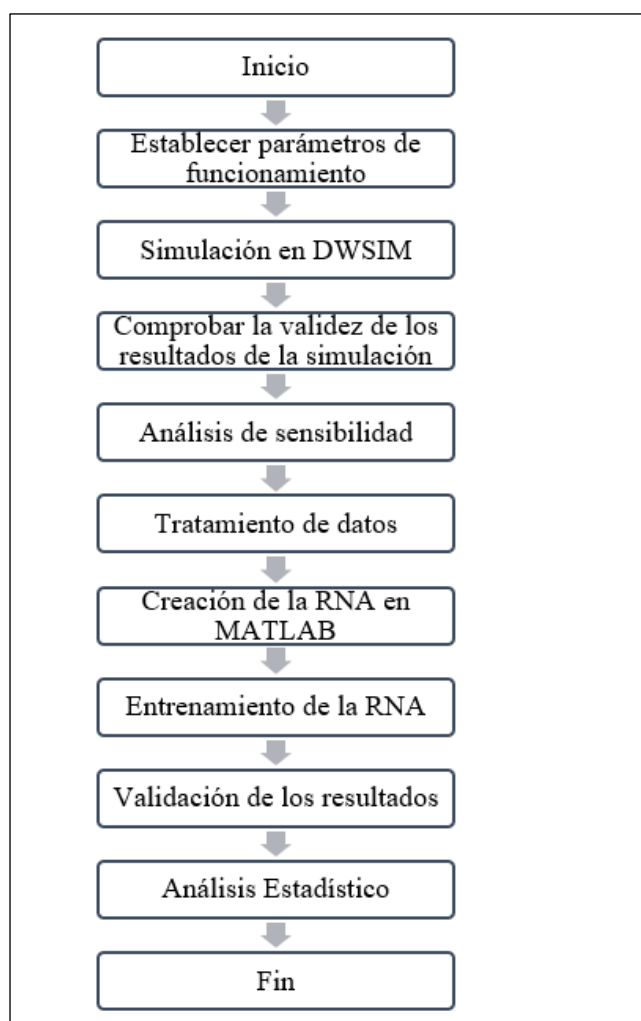 Inicio
Establecer parámetros de
funcionamiento
Simulación en DWSIM
Comprobar la validez de los
resultados de la simulación
Análisis de sensibilidad
Tratamiento de datos
Creación de la RNA en
MATLAB
Entrenamiento de la RNA
Validación de los resultados
Análisis Estadístico
Fin